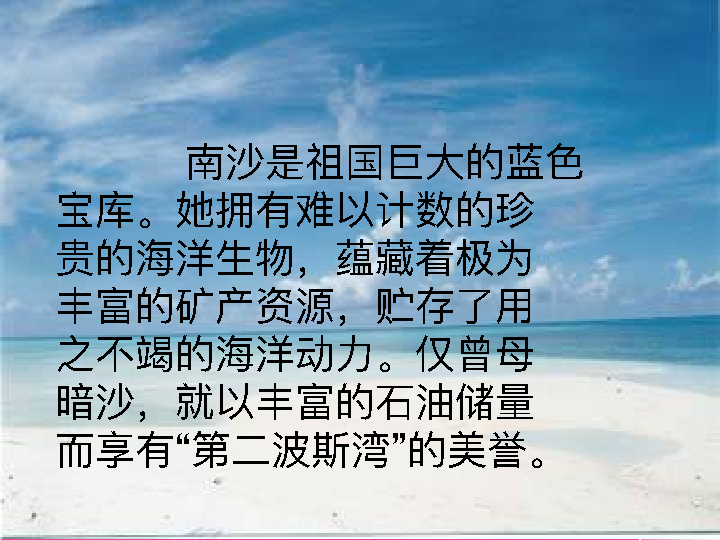 南沙是祖国巨大的蓝色
宝库。她拥有难以计数的珍
贵的海洋生物，蕴藏着极为
丰富的矿产资源，贮存了用
之不竭的海洋动力。仅曾母
暗沙，就以丰富的石油储量
而享有“第二波斯湾”的美誉。